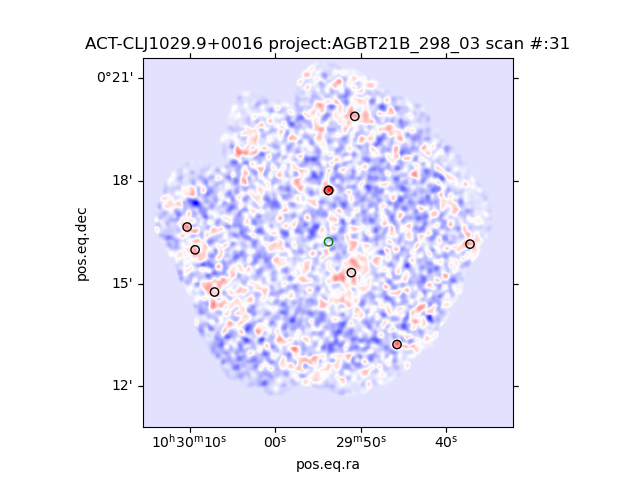 ACT-CLJ1029.9+0016 project:AGBT21B_298_03 scan #:31
0°21'
18'
15'
12'
pos.eq.dec
10ʰ30ᵐ10ˢ 00ˢ 29ᵐ50ˢ 40ˢ
pos.eq.ra